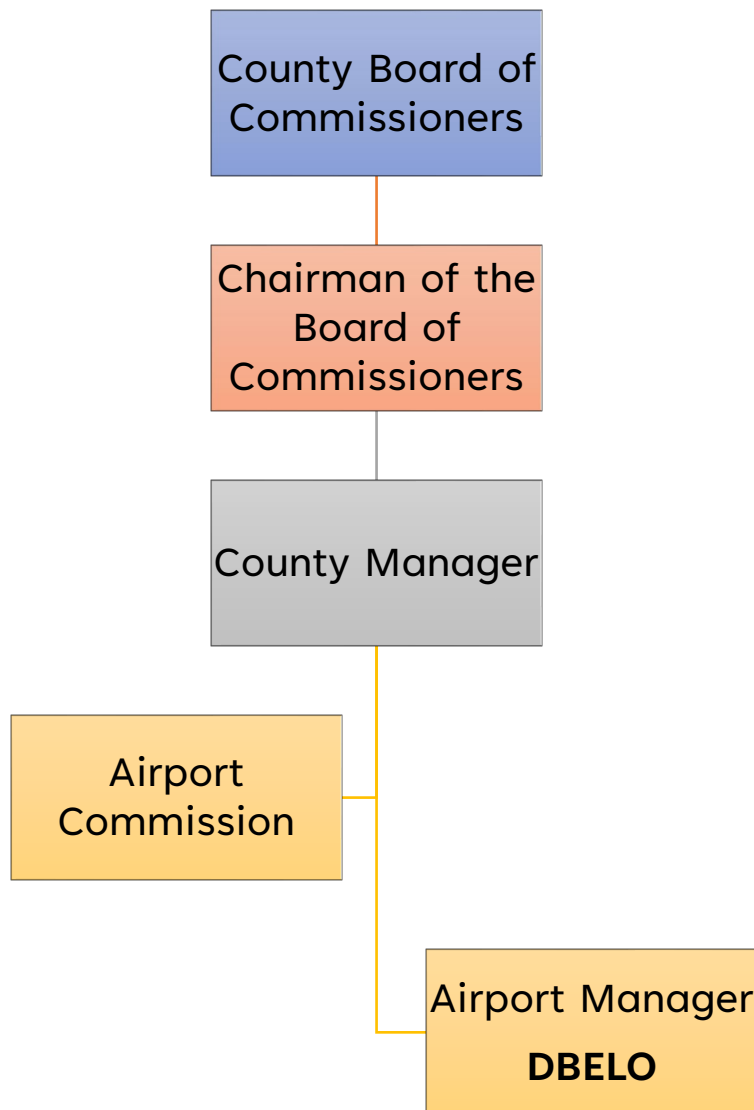 County Board of
Commissioners
Chairman of the
Board of
Commissioners
County Manager
Airport
Commission
Airport Manager
DBELO